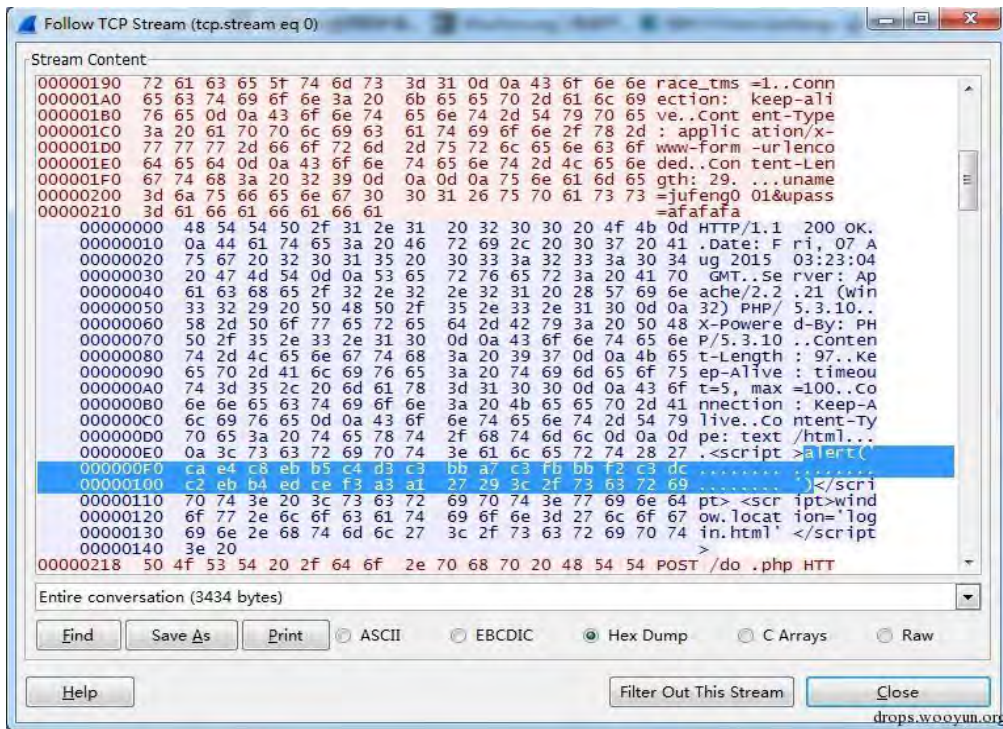 Follow TCP Stream (tcp.stream eq 0)
Stream Content
00000190 72 61 63 65 5f 74 6d 73 3d 31 0d 0a 43 6f 6e 6e race_tms =1..Conn
000001A0 65 63 74 69 6f 6e 3a 20 6b 65 65 70 2d 61 6c 69 ection: keep-ali
000001B0 76 65 0d 0a 43 6f 6e 74 65 6e 74 2d 54 79 70 65 ve..Cont ent-Type
000001C0 3a 20 61 70 70 6c 69 63 61 74 69 6f 6e 2f 78 2d : applic ation/x-
000001D0 77 77 77 2d 66 6f 72 6d 2d 75 72 6c 65 6e 63 6f www-form -urlenco
000001E0 64 65 64 0d 0a 43 6f 6e 74 65 6e 74 2d 4c 65 6e ded..Con tent-Len
000001F0 67 74 68 3a 20 32 39 0d 0a 0d 0a 75 6e 61 6d 65 gth: 29. ...uname
00000200 3d 6a 75 66 65 6e 67 30 30 31 26 75 70 61 73 73 =jufeng0 01&upass
00000210 3d 61 66 61 66 61 66 61 =afafafa
00000000 48 54 54 50 2f 31 2e 31 20 32 30 30 20 4f 4b 0d HTTP/1.1 200 OK.
00000010 0a 44 61 74 65 3a 20 46 72 69 2c 20 30 37 20 41 .Date: F ri, 07 A
00000020 75 67 20 32 30 31 35 20 30 33 3a 32 33 3a 30 34 ug 2015 03:23:04
00000030 20 47 4d 54 0d 0a 53 65 72 76 65 72 3a 20 41 70 GMT..Se rver: Ap
00000040 61 63 68 65 2f 32 2e 32 2e 32 31 20 28 57 69 6e ache/2.2 .21 (Win
00000050 33 32 29 20 50 48 50 2f 35 2e 33 2e 31 30 0d 0a 32) PHP/ 5.3.10..
00000060 58 2d 50 6f 77 65 72 65 64 2d 42 79 3a 20 50 48 X-Powere d-By: PH
00000070 50 2f 35 2e 33 2e 31 30 0d 0a 43 6f 6e 74 65 6e P/5.3.10 ..Conten
00000080 74 2d 4c 65 6e 67 74 68 3a 20 39 37 0d 0a 4b 65 t-Length : 97..Ke
00000090 65 70 2d 41 6c 69 76 65 3a 20 74 69 6d 65 6f 75 ep-Alive : timeou
000000A0 74 3d 35 2c 20 6d 61 78 3d 31 30 30 0d 0a 43 6f t=5, max =100..Co
000000B0 6e 6e 65 63 74 69 6f 6e 3a 20 4b 65 65 70 2d 41 nnection : Keep-A
000000C0 6c 69 76 65 0d 0a 43 6f 6e 74 65 6e 74 2d 54 79 live..Co ntent-Ty
000000D0 70 65 3a 20 74 65 78 74 2f 68 74 6d 6c 0d 0a 0d pe: text /html...
000000E0 0a 3c 73 63 72 69 70 74 3e 61 6c 65 72 74 28 27 .<script >alert('
000000F0 ca e4 c8 eb b5 c4 d3 c3 bb a7 c3 fb bb f2 c3 dc ........ ........
00000100 c2 eb b4 ed ce f3 a3 a1 27 29 3c 2f 73 63 72 69 ........ ')</scri
00000110 70 74 3e 20 3c 73 63 72 69 70 74 3e 77 69 6e 64 pt> <scr ipt>wind
00000120 6f 77 2e 6c 6f 63 61 74 69 6f 6e 3d 27 6c 6f 67 ow.locat ion='log
00000130 69 6e 2e 68 74 6d 6c 27 3c 2f 73 63 72 69 70 74 in.html' </script
00000140 3e 20 >
00000218 50 4f 53 54 20 2f 64 6f 2e 70 68 70 20 48 54 54 POST /do .php HTT
Entire conversation (3434 bytes)
Find Save As Print ASCII EBCDIC Hex Dump C Arrays Raw
Help Filter Out This Stream Close
drops.wooyun.org